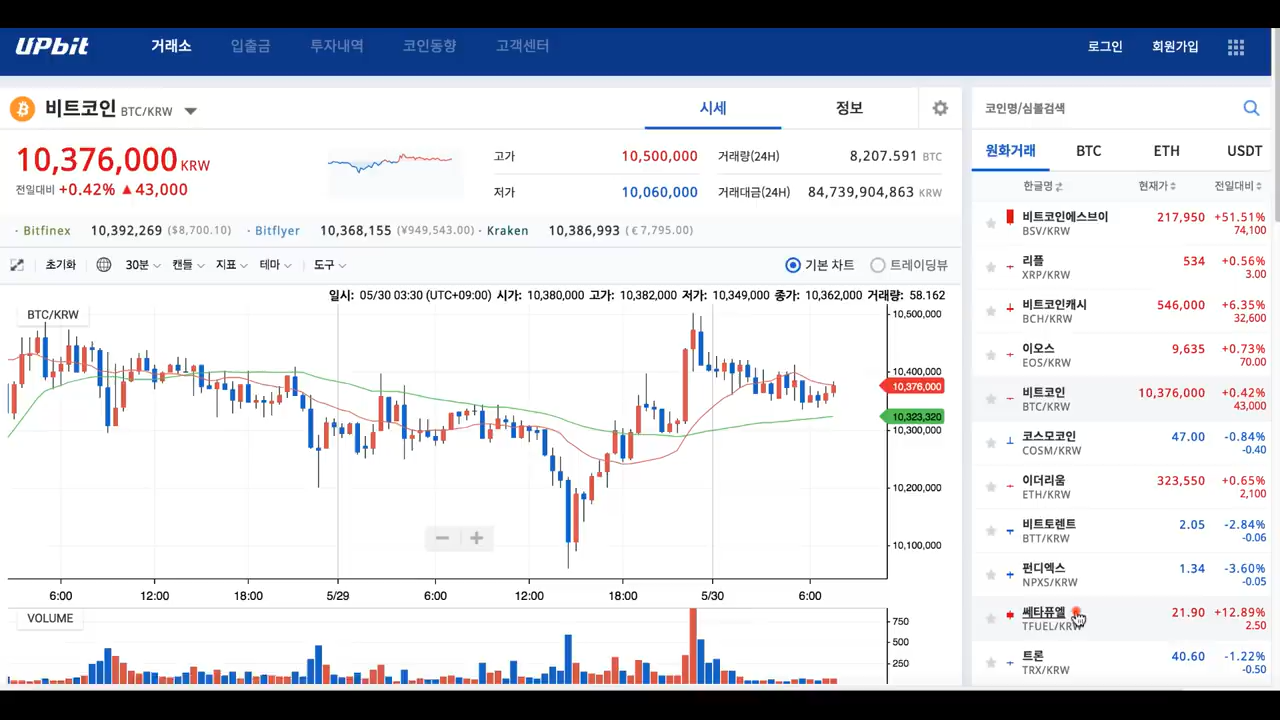 UPbit 거래소 입출금 투자내역 코인동향 고객센터 로그인 회원가입
비트코인 BTC/KRW 시세 정보
10,376,000 KRW
전일대비 +0.42% ▲ 43,000
고가 10,500,000 거래량(24H) 8,207.591 BTC
저가 10,060,000 거래대금(24H) 84,739,904,863 KRW
· Bitfinex 10,392,269 ($8,700.10) · Bitflyer 10,368,155 (¥949,543.00) · Kraken 10,386,993 (€7,795.00)
초기화 30분 캔들 지표 테마 도구 기본 차트 트레이딩뷰
일시: 05/30 03:30 (UTC+09:00) 시가: 10,380,000 고가: 10,382,000 저가: 10,349,000 종가: 10,362,000 거래량: 58.162
BTC/KRW
10,500,000
10,400,000
10,376,000
10,323,320
10,300,000
10,200,000
10,100,000
6:00 12:00 18:00 5/29 6:00 12:00 18:00 5/30 6:00
VOLUME
750
500
250
코인명/심볼검색
원화거래 BTC ETH USDT
한글명 현재가 전일대비
비트코인에스브이 217,950 +51.51%
BSV/KRW 74,100
리플 534 +0.56%
XRP/KRW 3.00
비트코인캐시 546,000 +6.35%
BCH/KRW 32,600
이오스 9,635 +0.73%
EOS/KRW 70.00
비트코인 10,376,000 +0.42%
BTC/KRW 43,000
코스모코인 47.00 -0.84%
COSM/KRW -0.40
이더리움 323,550 +0.65%
ETH/KRW 2,100
비트토렌트 2.05 -2.84%
BTT/KRW -0.06
펀디엑스 1.34 -3.60%
NPXS/KRW -0.05
쎄타퓨엘 21.90 +12.89%
TFUEL/KRW 2.50
트론 40.60 -1.22%
TRX/KRW -0.50